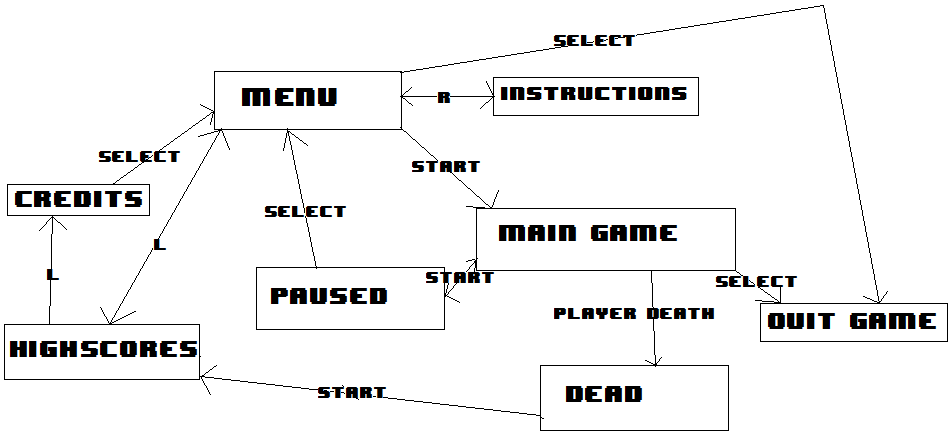 SELECT
MENU
INSTRUCTIONS
R
SELECT
START
CREDITS
SELECT
MAIN GAME
L
L
START
SELECT
PAUSED
PLAYER DEATH
QUIT GAME
HIGHSCORES
START
DEAD